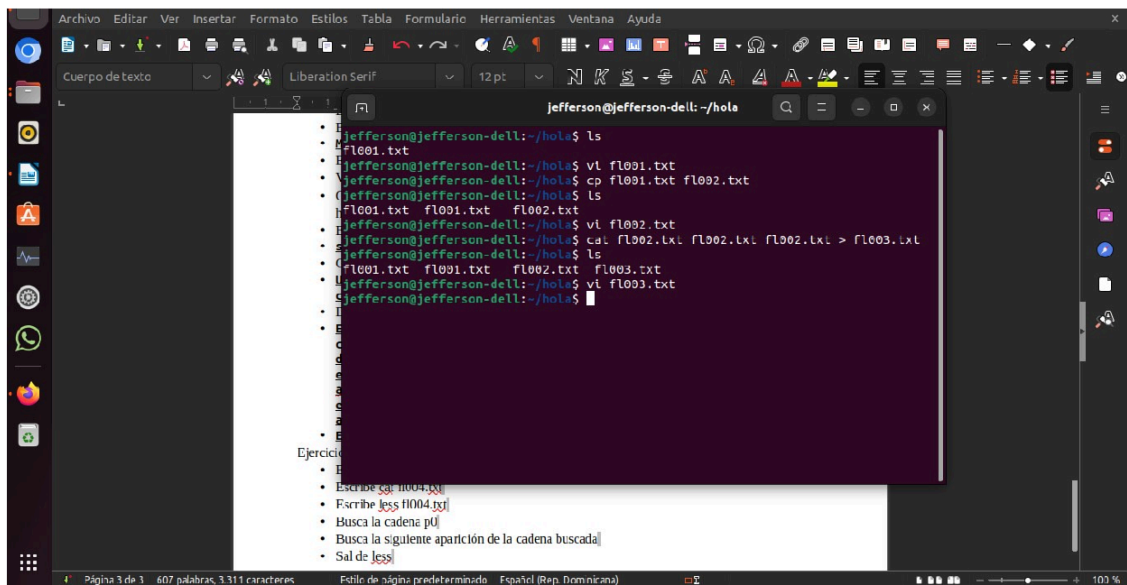 Archivo Editar Ver Insertar Formato Estilos Tabla Formulario Herramientas Ventana Ayuda
Cuerpo de texto Liberation Serif 12 pt
jefferson@jefferson-dell: ~/hola
jefferson@jefferson-dell:~/hola$ ls
fl001.txt
jefferson@jefferson-dell:~/hola$ vi fl001.txt
jefferson@jefferson-dell:~/hola$ cp fl001.txt fl002.txt
jefferson@jefferson-dell:~/hola$ ls
fl001.txt fl001.txt fl002.txt
jefferson@jefferson-dell:~/hola$ vi fl002.txt
jefferson@jefferson-dell:~/hola$ cat fl002.txt fl002.txt fl002.txt > fl003.txt
jefferson@jefferson-dell:~/hola$ ls
fl001.txt fl001.txt fl002.txt fl003.txt
jefferson@jefferson-dell:~/hola$ vi fl003.txt
jefferson@jefferson-dell:~/hola$
Escribe cat fl004.txt
Escribe less fl004.txt
Busca la cadena p0
Busca la siguiente aparición de la cadena buscada
Sal de less
Página 3 de 3 607 palabras, 3.311 caracteres Estilo de página predeterminado Español (Rep. Dominicana) 100 %